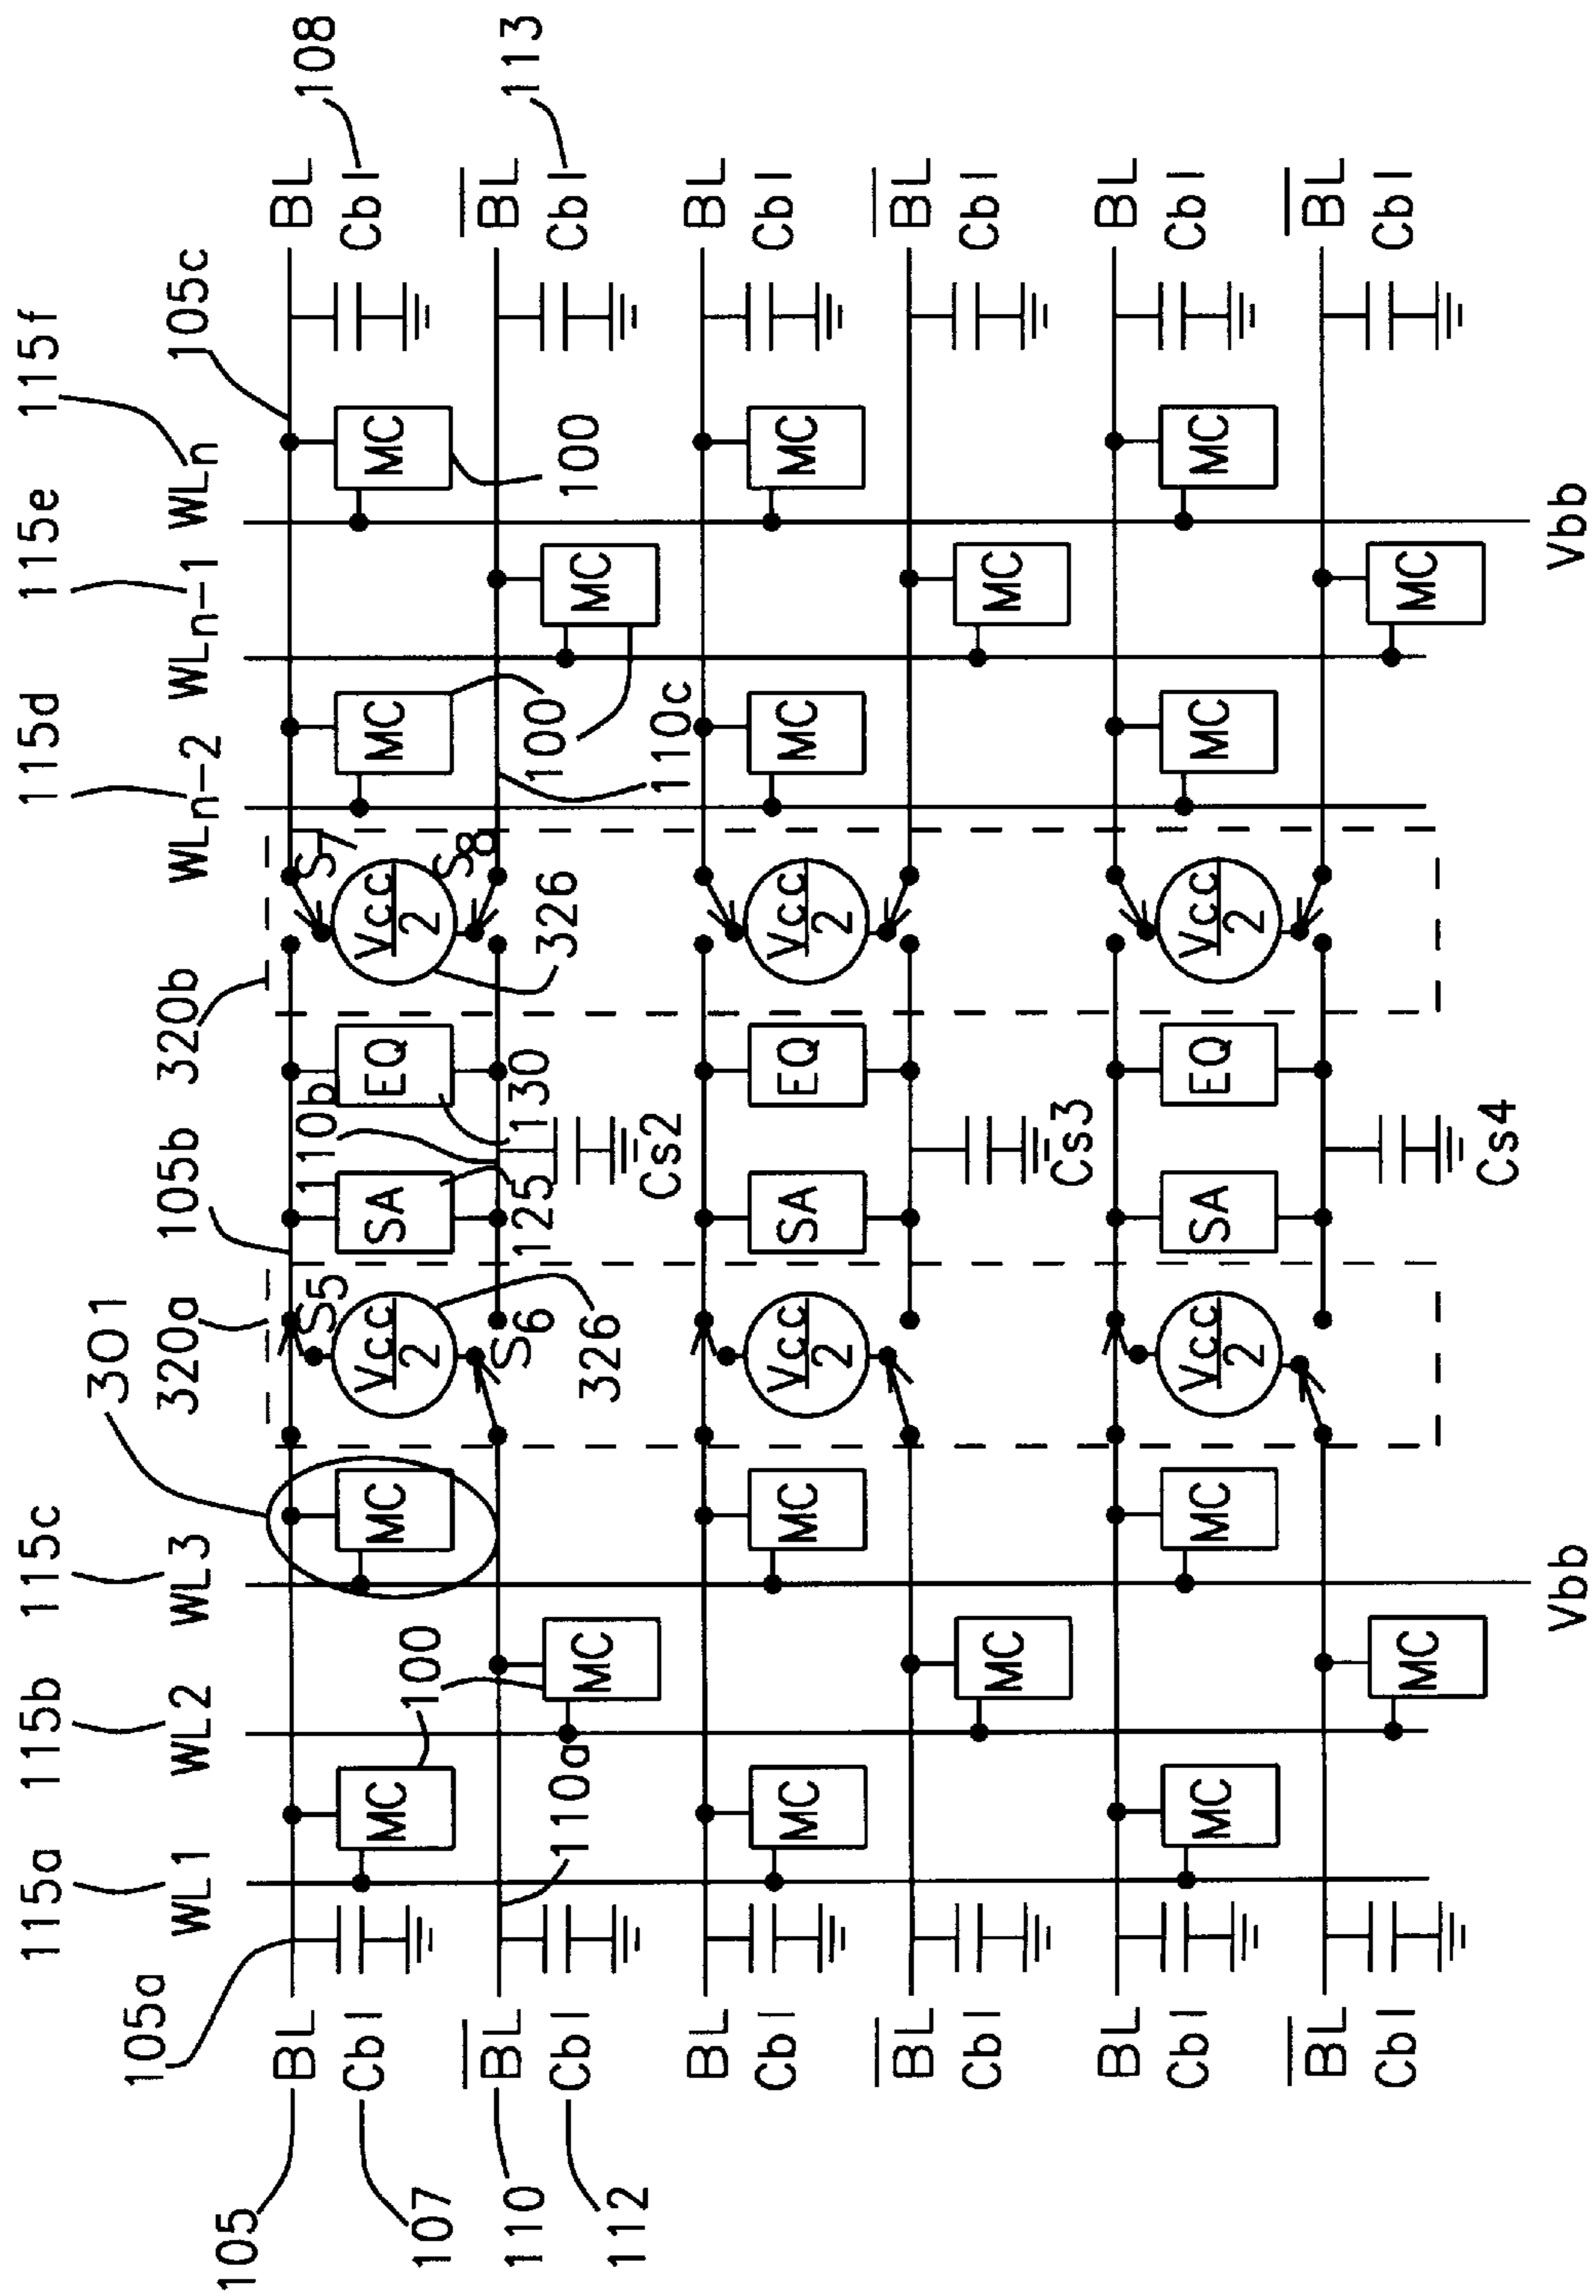 115a 115b 115c 115d 115e 115f
301
105a
WL1 WL2 WL3 320a 105b 320b WLn-2 WLn-1 WLn 105c
105 BL S5 110b S7 BL 108
107 Cbl MC MC Vcc/2 SA EQ Vcc/2 MC MC Cbl
100
110 BL S6 125 130 S8 BL 113
112 Cbl 110a MC 326 326 100 MC 100 Cbl
Cs2 110c
BL BL
Cbl MC MC Vcc/2 SA EQ Vcc/2 MC MC Cbl
BL BL
Cbl MC MC Cbl
Cs3
BL BL
Cbl MC MC Vcc/2 SA EQ Vcc/2 MC MC Cbl
BL BL
Cbl MC MC Cbl
Cs4
Vbb Vbb